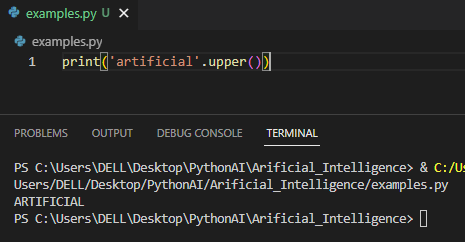 examples.py U
examples.py
1 print('artificial'.upper())
PROBLEMS OUTPUT DEBUG CONSOLE TERMINAL
PS C:\Users\DELL\Desktop\PythonAI\Arificial_Intelligence> & C:/Us
Users/DELL/Desktop/PythonAI/Arificial_Intelligence/examples.py
ARTIFICIAL
PS C:\Users\DELL\Desktop\PythonAI\Arificial_Intelligence>